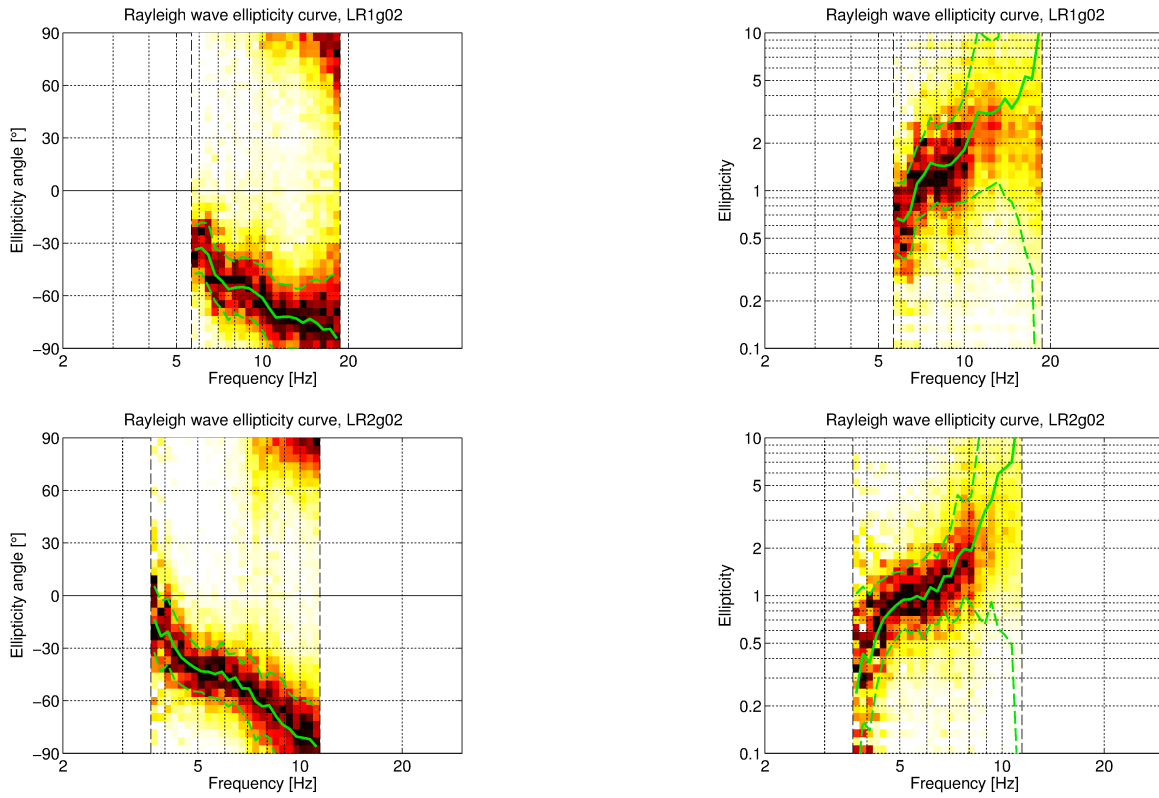 Rayleigh wave ellipticity curve, LR1g02
90
60
30
0
−30
−60
−90
Ellipticity angle [°]
2 5 10 20
Frequency [Hz]
Rayleigh wave ellipticity curve, LR1g02
10
5
2
1
0.5
0.2
0.1
Ellipticity
2 5 10 20
Frequency [Hz]
Rayleigh wave ellipticity curve, LR2g02
90
60
30
0
−30
−60
−90
Ellipticity angle [°]
2 5 10 20
Frequency [Hz]
Rayleigh wave ellipticity curve, LR2g02
10
5
2
1
0.5
0.2
0.1
Ellipticity
2 5 10 20
Frequency [Hz]